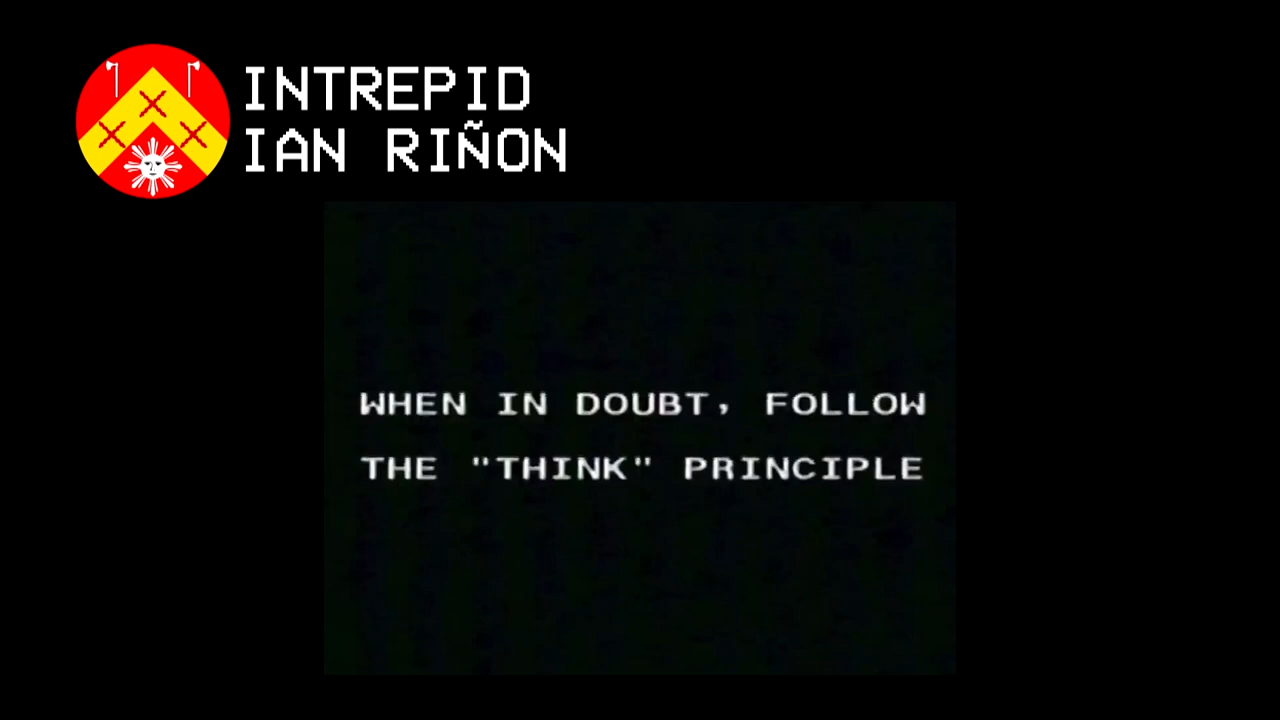 INTREPID
IAN RIÑON
WHEN IN DOUBT, FOLLOW
THE "THINK" PRINCIPLE